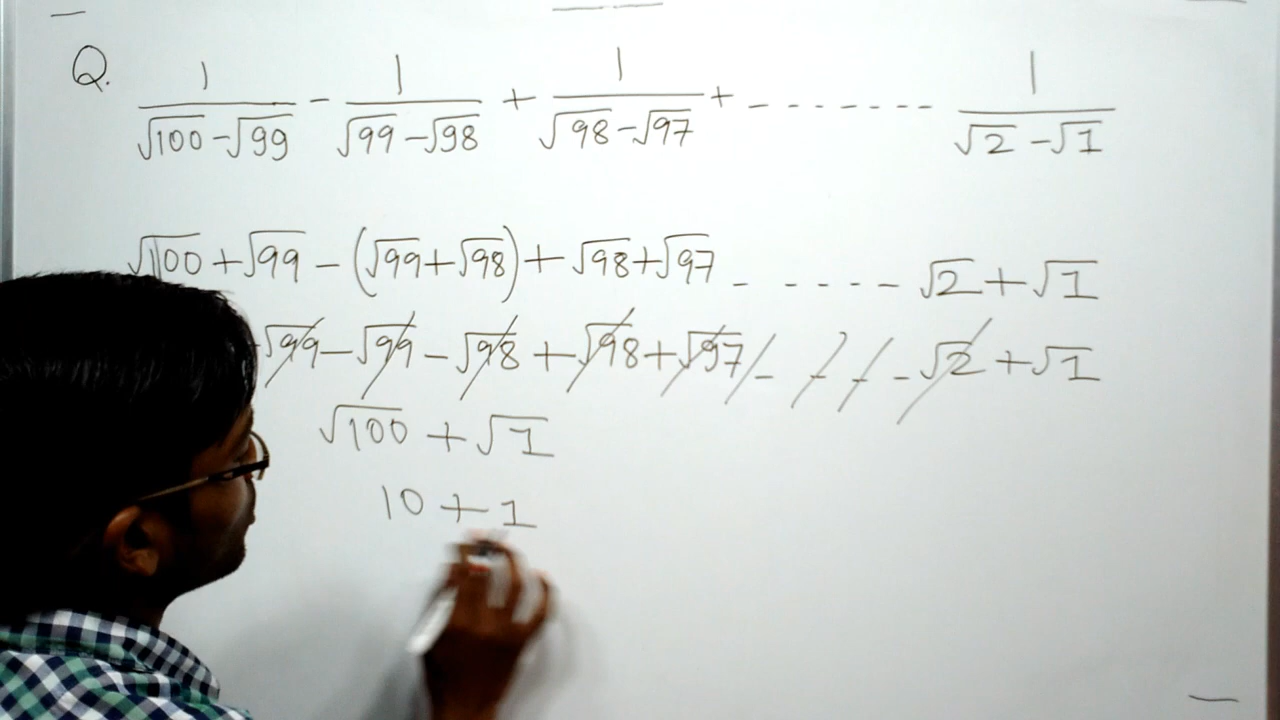 Q. 1/(√100 - √99) - 1/(√99 - √98) + 1/(√98 - √97) + - - - - - - - - 1/(√2 - √1)
√100 + √99 - (√99 + √98) + √98 + √97 - - - - - - √2 + √1
√99 - √99 - √98 + √98 + √97 - - - - √2 + √1
√100 + √1
10 + 1